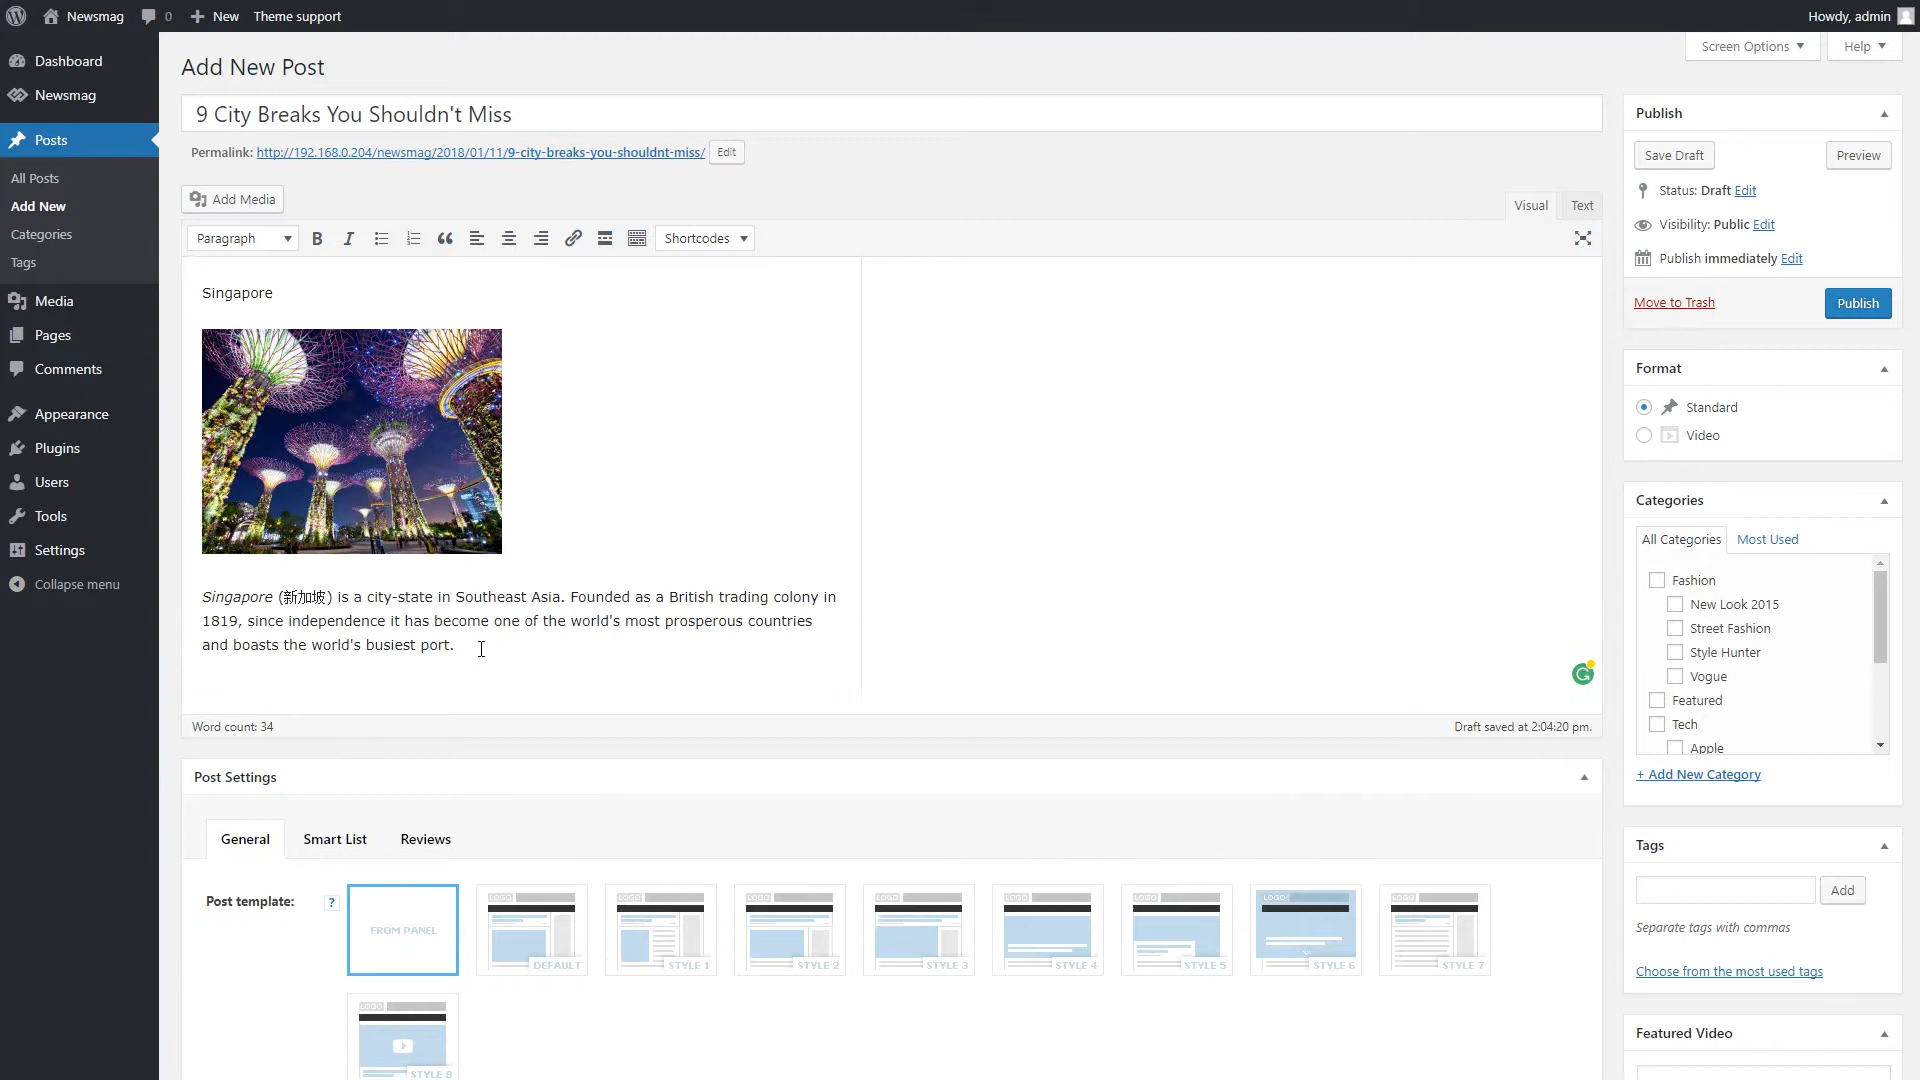 Newsmag 0 New Theme support Howdy, admin
Screen Options Help
Dashboard
Newsmag
Posts
All Posts
Add New
Categories
Tags
Media
Pages
Comments
Appearance
Plugins
Users
Tools
Settings
Collapse menu
Add New Post
9 City Breaks You Shouldn't Miss
Permalink: http://192.168.0.204/newsmag/2018/01/11/9-city-breaks-you-shouldnt-miss/ Edit
Add Media
Visual Text
Paragraph B I Shortcodes
Singapore
Singapore (新加坡) is a city-state in Southeast Asia. Founded as a British trading colony in
1819, since independence it has become one of the world's most prosperous countries
and boasts the world's busiest port.
Word count: 34 Draft saved at 2:04:20 pm.
Post Settings
General Smart List Reviews
Post template: ?
FROM PANEL
LOGO DEFAULT
LOGO STYLE 1
LOGO STYLE 2
LOGO STYLE 3
LOGO STYLE 4
LOGO STYLE 5
LOGO STYLE 6
LOGO STYLE 7
LOGO STYLE 8
Publish
Save Draft Preview
Status: Draft Edit
Visibility: Public Edit
Publish immediately Edit
Move to Trash Publish
Format
Standard
Video
Categories
All Categories Most Used
Fashion
New Look 2015
Street Fashion
Style Hunter
Vogue
Featured
Tech
Apple
+ Add New Category
Tags
Add
Separate tags with commas
Choose from the most used tags
Featured Video